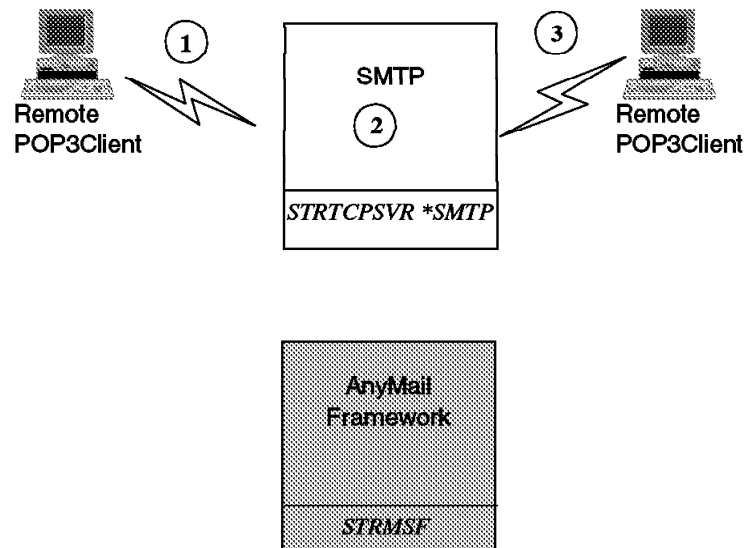 1
3
SMTP
2
Remote
POP3Client
Remote
POP3Client
STRTCPSVR *SMTP
AnyMail
Framework
STRMSF